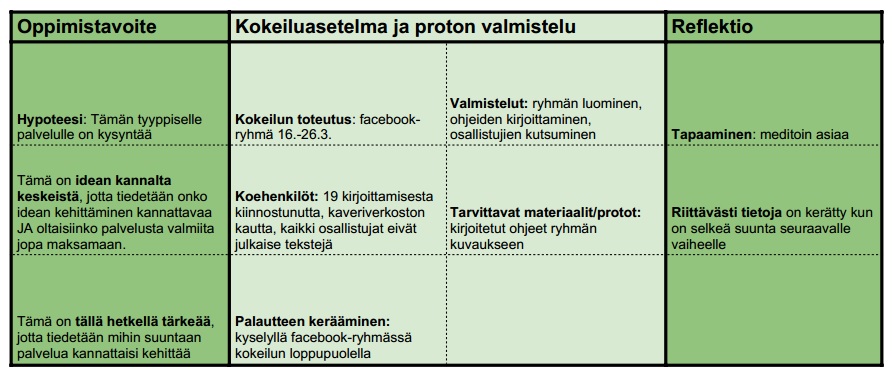 Oppimistavoite
Kokeiluasetelma ja proton valmistelu
Reflektio
Hypoteesi: Tämän tyyppiselle
palvelulle on kysyntää
Kokeilun toteutus: facebook-
ryhmä 16.-26.3.
Valmistelut: ryhmän luominen,
ohjeiden kirjoittaminen,
osallistujien kutsuminen
Tapaaminen: meditoin asiaa
Tämä on idean kannalta
keskeistä, jotta tiedetään onko
idean kehittäminen kannattavaa
JA oltaisiinko palvelusta valmiita
jopa maksamaan.
Koehenkilöt: 19 kirjoittamisesta
kiinnostunutta, kaveriverkoston
kautta, kaikki osallistujat eivät
julkaise tekstejä
Tarvittavat materiaalit/protot:
kirjoitetut ohjeet ryhmän
kuvaukseen
Riittävästi tietoja on kerätty kun
on selkeä suunta seuraavalle
vaiheelle
Tämä on tällä hetkellä tärkeää,
jotta tiedetään mihin suuntaan
palvelua kannattaisi kehittää
Palautteen kerääminen:
kyselyllä facebook-ryhmässä
kokeilun loppupuolella